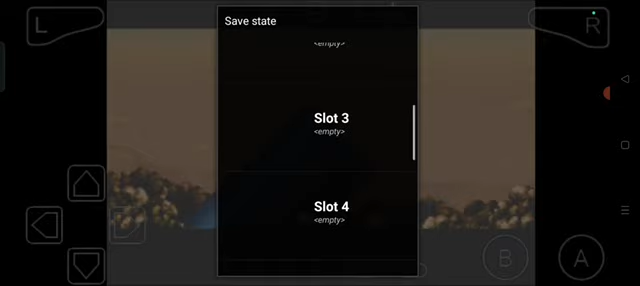 Save state
L
R
<empty>
Slot 3
<empty>
Slot 4
<empty>
B
A